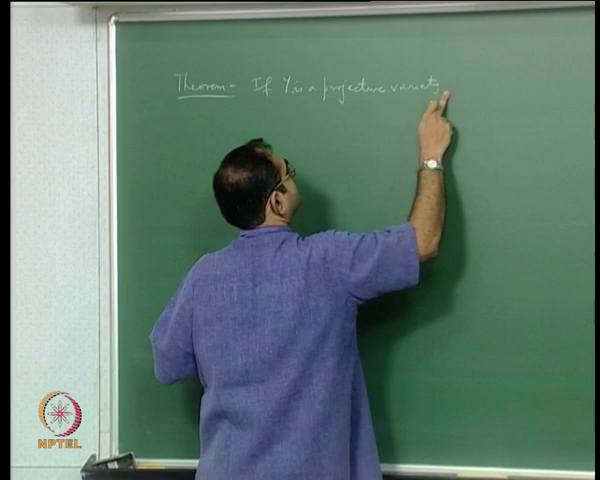 Theorem:- If Y is a projective variety,
NPTEL